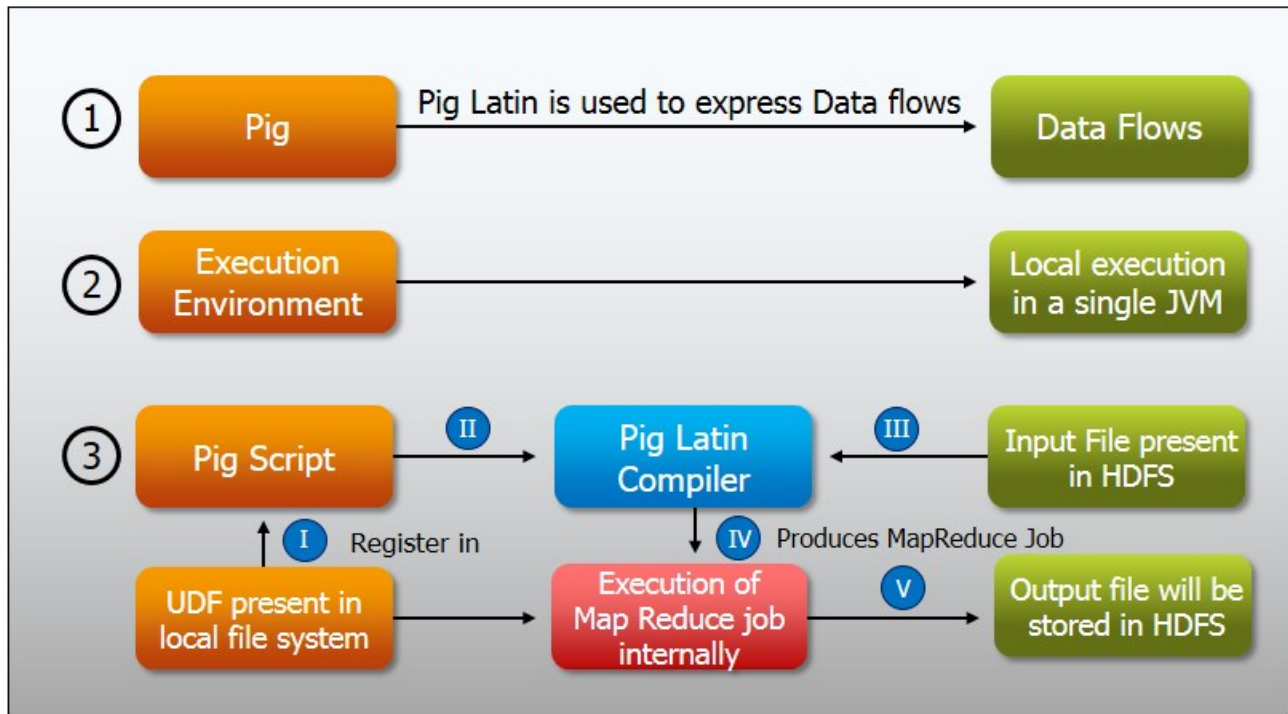 1
Pig
Pig Latin is used to express Data flows
Data Flows
2
Execution
Environment
Local execution
in a single JVM
3
Pig Script
II
Pig Latin
Compiler
III
Input File present
in HDFS
I
Register in
IV
Produces MapReduce Job
UDF present in
local file system
Execution of
Map Reduce job
internally
V
Output file will be
stored in HDFS